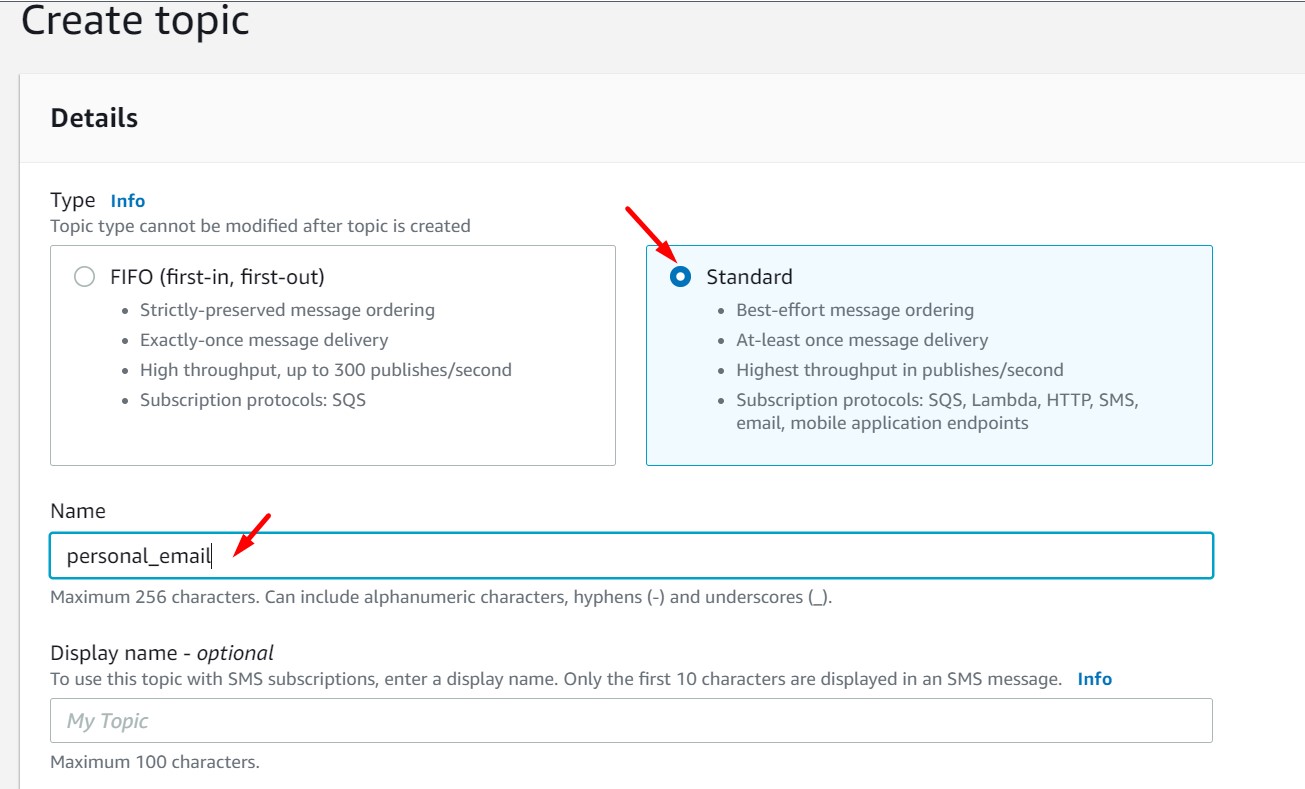 Create topic
Details
Type Info
Topic type cannot be modified after topic is created
FIFO (first-in, first-out)
• Strictly-preserved message ordering
• Exactly-once message delivery
• High throughput, up to 300 publishes/second
• Subscription protocols: SQS
Standard
• Best-effort message ordering
• At-least once message delivery
• Highest throughput in publishes/second
• Subscription protocols: SQS, Lambda, HTTP, SMS,
email, mobile application endpoints
Name
personal_email
Maximum 256 characters. Can include alphanumeric characters, hyphens (-) and underscores (_).
Display name - optional
To use this topic with SMS subscriptions, enter a display name. Only the first 10 characters are displayed in an SMS message. Info
My Topic
Maximum 100 characters.